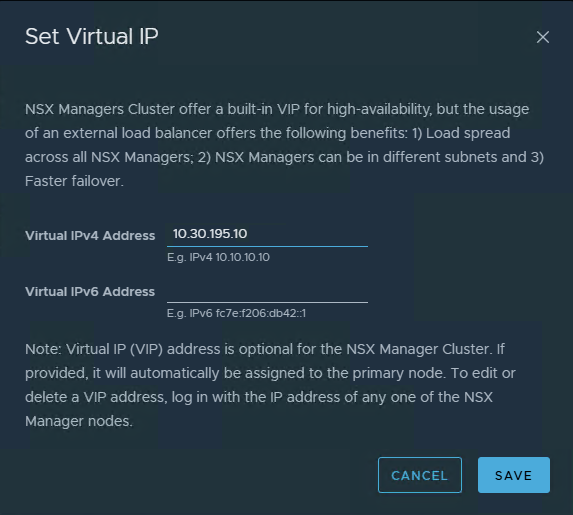 Set Virtual IP
NSX Managers Cluster offer a built-in VIP for high-availability, but the usage
of an external load balancer offers the following benefits: 1) Load spread
across all NSX Managers; 2) NSX Managers can be in different subnets and 3)
Faster failover.
Virtual IPv4 Address 10.30.195.10
E.g. IPv4 10.10.10.10
Virtual IPv6 Address
E.g. IPv6 fc7e:f206:db42::1
Note: Virtual IP (VIP) address is optional for the NSX Manager Cluster. If
provided, it will automatically be assigned to the primary node. To edit or
delete a VIP address, log in with the IP address of any one of the NSX
Manager nodes.
CANCEL SAVE